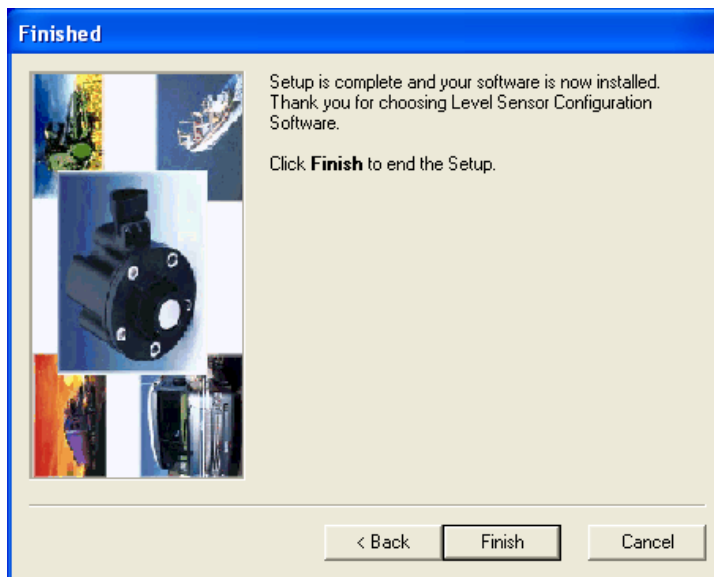 Finished
Setup is complete and your software is now installed.
Thank you for choosing Level Sensor Configuration
Software.
Click Finish to end the Setup.
< Back
Finish
Cancel